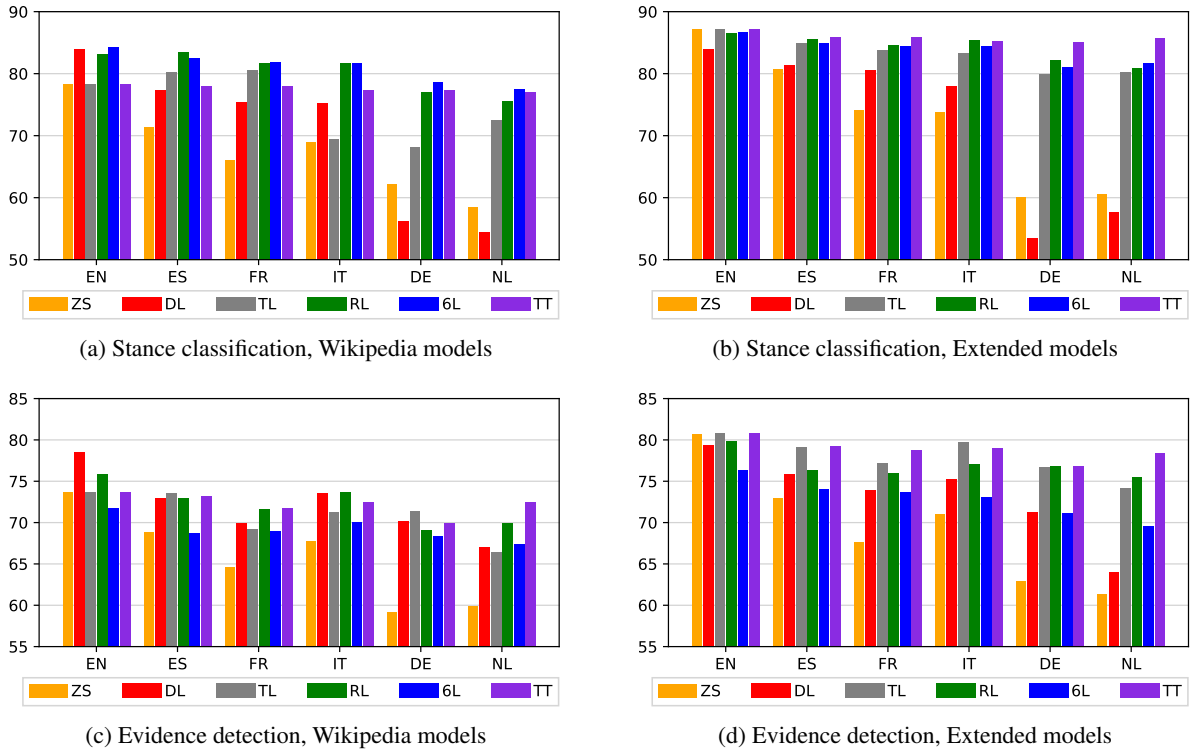 90
80
70
60
50
EN ES FR IT DE NL
ZS DL TL RL 6L TT
(a) Stance classification, Wikipedia models
90
80
70
60
50
EN ES FR IT DE NL
ZS DL TL RL 6L TT
(b) Stance classification, Extended models
85
80
75
70
65
60
55
EN ES FR IT DE NL
ZS DL TL RL 6L TT
(c) Evidence detection, Wikipedia models
85
80
75
70
65
60
55
EN ES FR IT DE NL
ZS DL TL RL 6L TT
(d) Evidence detection, Extended models